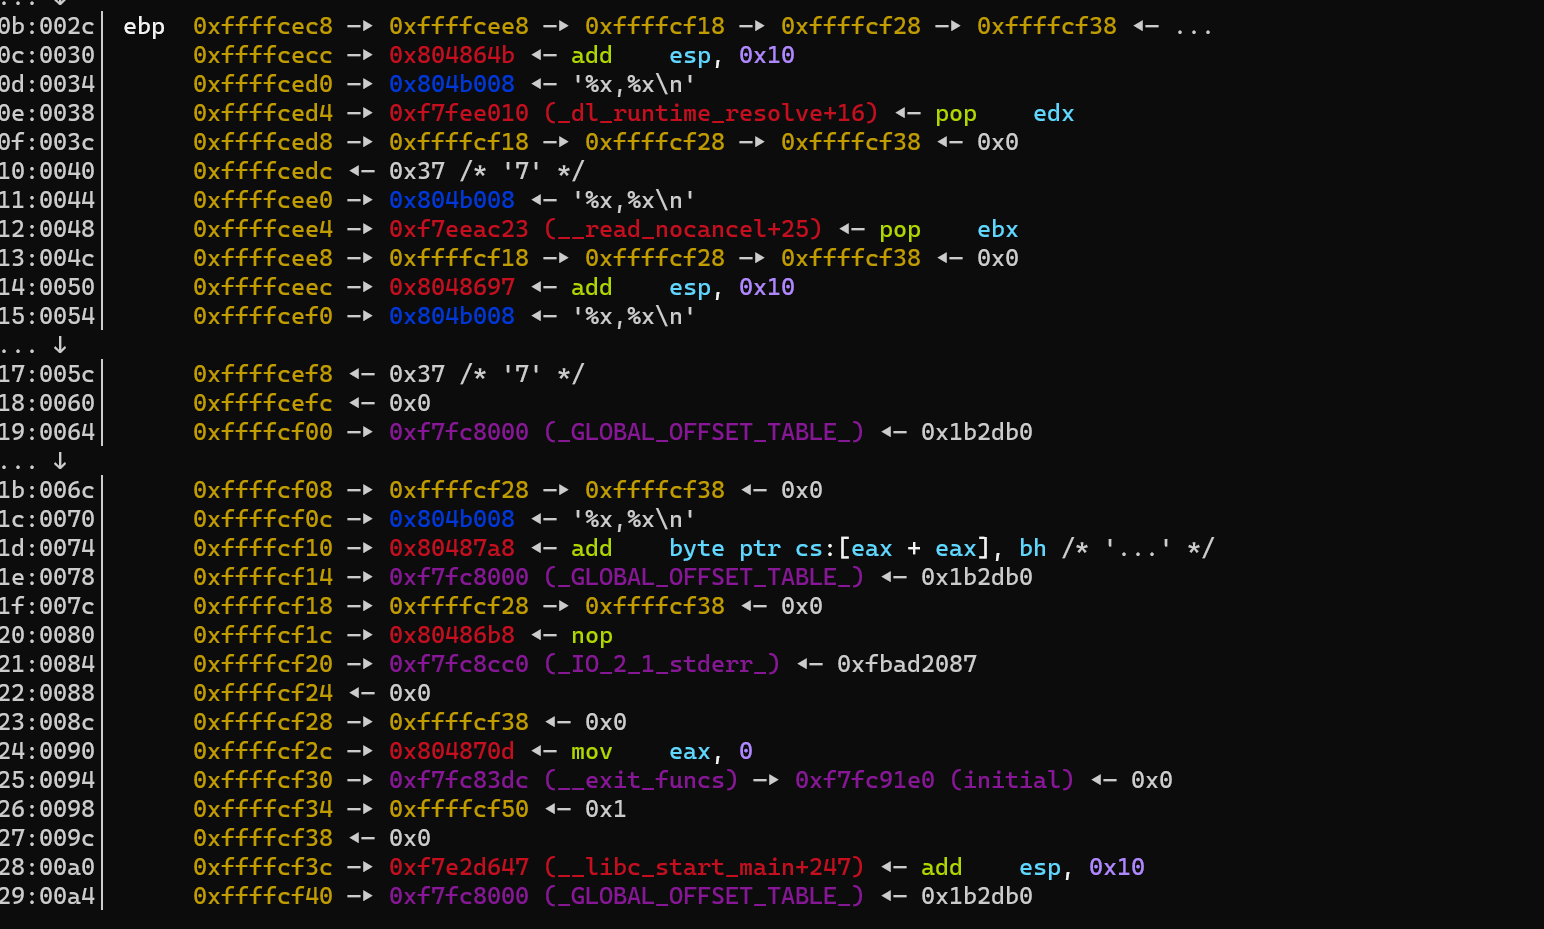 ... ↓
0b:002c│ ebp 0xffffcec8 —▸ 0xffffcee8 —▸ 0xffffcf18 —▸ 0xffffcf28 —▸ 0xffffcf38 ◂— ...
0c:0030│ 0xffffcecc —▸ 0x804864b ◂— add esp, 0x10
0d:0034│ 0xffffced0 —▸ 0x804b008 ◂— '%x,%x\n'
0e:0038│ 0xffffced4 —▸ 0xf7fee010 (_dl_runtime_resolve+16) ◂— pop edx
0f:003c│ 0xffffced8 —▸ 0xffffcf18 —▸ 0xffffcf28 —▸ 0xffffcf38 ◂— 0x0
10:0040│ 0xffffcedc ◂— 0x37 /* '7' */
11:0044│ 0xffffcee0 —▸ 0x804b008 ◂— '%x,%x\n'
12:0048│ 0xffffcee4 —▸ 0xf7eeac23 (__read_nocancel+25) ◂— pop ebx
13:004c│ 0xffffcee8 —▸ 0xffffcf18 —▸ 0xffffcf28 —▸ 0xffffcf38 ◂— 0x0
14:0050│ 0xffffceec —▸ 0x8048697 ◂— add esp, 0x10
15:0054│ 0xffffcef0 —▸ 0x804b008 ◂— '%x,%x\n'
... ↓
17:005c│ 0xffffcef8 ◂— 0x37 /* '7' */
18:0060│ 0xffffcefc ◂— 0x0
19:0064│ 0xffffcf00 —▸ 0xf7fc8000 (_GLOBAL_OFFSET_TABLE_) ◂— 0x1b2db0
... ↓
1b:006c│ 0xffffcf08 —▸ 0xffffcf28 —▸ 0xffffcf38 ◂— 0x0
1c:0070│ 0xffffcf0c —▸ 0x804b008 ◂— '%x,%x\n'
1d:0074│ 0xffffcf10 —▸ 0x80487a8 ◂— add byte ptr cs:[eax + eax], bh /* '...' */
1e:0078│ 0xffffcf14 —▸ 0xf7fc8000 (_GLOBAL_OFFSET_TABLE_) ◂— 0x1b2db0
1f:007c│ 0xffffcf18 —▸ 0xffffcf28 —▸ 0xffffcf38 ◂— 0x0
20:0080│ 0xffffcf1c —▸ 0x80486b8 ◂— nop
21:0084│ 0xffffcf20 —▸ 0xf7fc8cc0 (_IO_2_1_stderr_) ◂— 0xfbad2087
22:0088│ 0xffffcf24 ◂— 0x0
23:008c│ 0xffffcf28 —▸ 0xffffcf38 ◂— 0x0
24:0090│ 0xffffcf2c —▸ 0x804870d ◂— mov eax, 0
25:0094│ 0xffffcf30 —▸ 0xf7fc83dc (__exit_funcs) —▸ 0xf7fc91e0 (initial) ◂— 0x0
26:0098│ 0xffffcf34 —▸ 0xffffcf50 ◂— 0x1
27:009c│ 0xffffcf38 ◂— 0x0
28:00a0│ 0xffffcf3c —▸ 0xf7e2d647 (__libc_start_main+247) ◂— add esp, 0x10
29:00a4│ 0xffffcf40 —▸ 0xf7fc8000 (_GLOBAL_OFFSET_TABLE_) ◂— 0x1b2db0